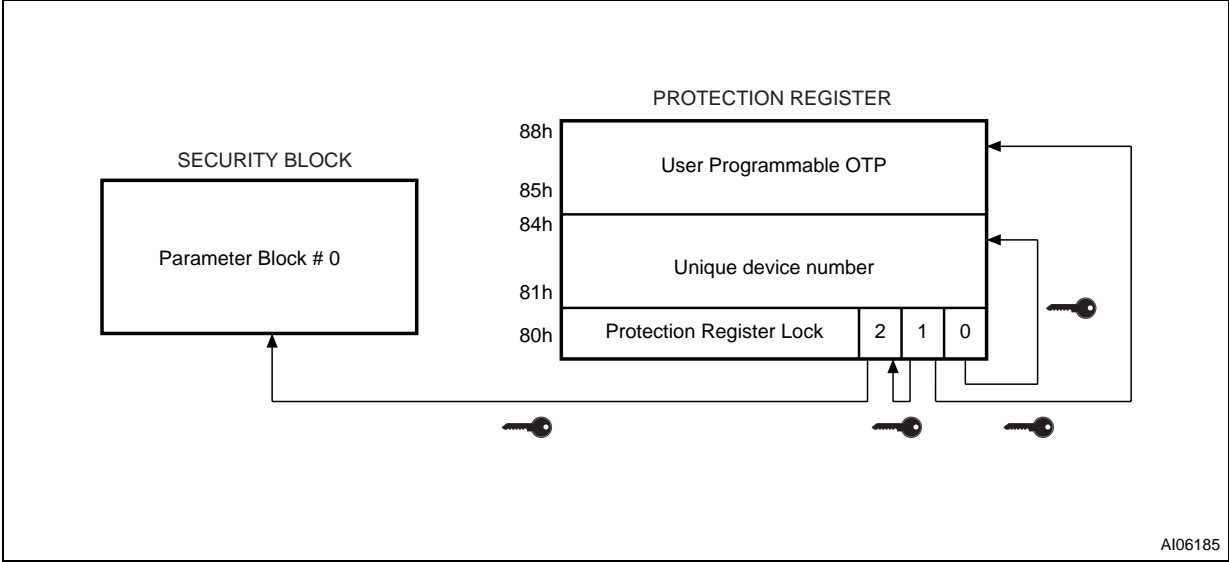 PROTECTION REGISTER
88h
User Programmable OTP
SECURITY BLOCK
85h
84h
Parameter Block # 0
Unique device number
81h
80h
Protection Register Lock
2
1
0
AI06185